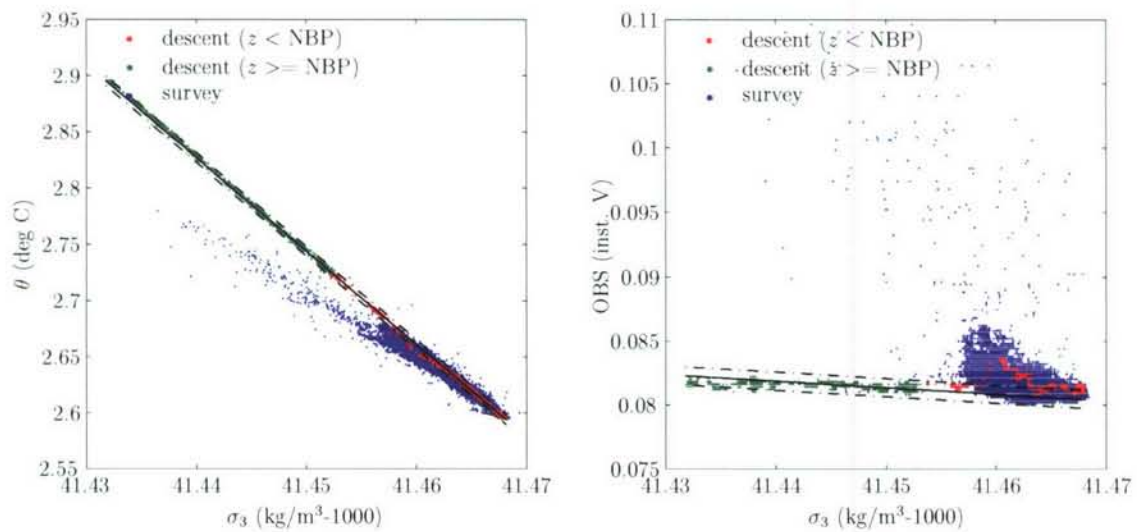 2.95
2.9
2.85
2.8
2.75
2.7
2.65
2.6
2.55
θ (deg C)
descent (z < NBP)
descent (z >= NBP)
survey
41.43 41.44 41.45 41.46 41.47
σ₃ (kg/m³-1000)
0.11
0.105
0.1
0.095
0.09
0.085
0.08
0.075
OBS (inst. V)
descent (z < NBP)
descent (z >= NBP)
survey
41.43 41.44 41.45 41.46 41.47
σ₃ (kg/m³-1000)